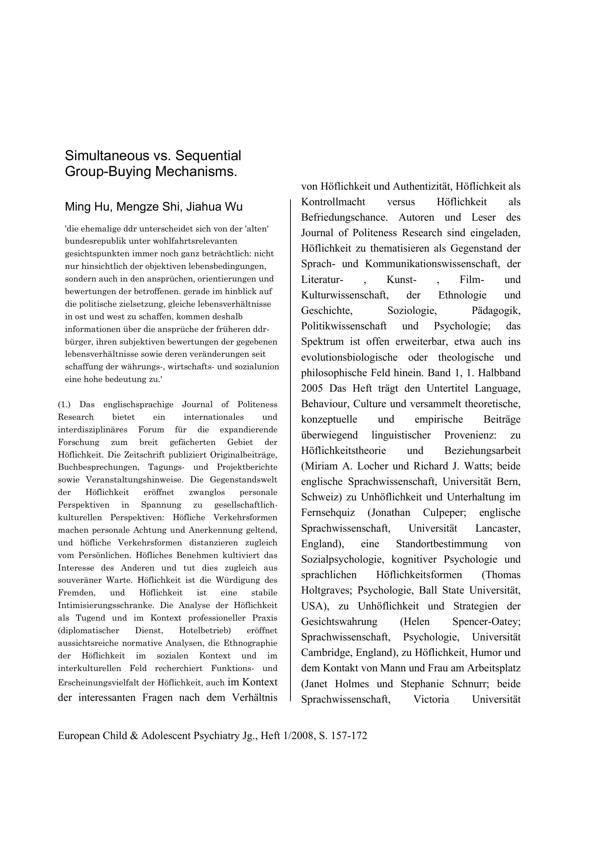 Simultaneous vs. Sequential
Group-Buying Mechanisms.
Ming Hu, Mengze Shi, Jiahua Wu
'die ehemalige ddr unterscheidet sich von der 'alten'
bundesrepublik unter wohlfahrtsrelevanten
gesichtspunkten immer noch ganz beträchtlich: nicht
nur hinsichtlich der objektiven lebensbedingungen,
sondern auch in den ansprüchen, orientierungen und
bewertungen der betroffenen. gerade im hinblick auf
die politische zielsetzung, gleiche lebensverhältnisse
in ost und west zu schaffen, kommen deshalb
informationen über die ansprüche der früheren ddr-
bürger, ihren subjektiven bewertungen der gegebenen
lebensverhältnisse sowie deren veränderungen seit
schaffung der währungs-, wirtschafts- und sozialunion
eine hohe bedeutung zu.'
(1.) Das englischsprachige Journal of Politeness
Research bietet ein internationales und
interdisziplinäres Forum für die expandierende
Forschung zum breit gefächerten Gebiet der
Höflichkeit. Die Zeitschrift publiziert Originalbeiträge,
Buchbesprechungen, Tagungs- und Projektberichte
sowie Veranstaltungshinweise. Die Gegenstandswelt
der Höflichkeit eröffnet zwanglos personale
Perspektiven in Spannung zu gesellschaftlich-
kulturellen Perspektiven: Höfliche Verkehrsformen
machen personale Achtung und Anerkennung geltend,
und höfliche Verkehrsformen distanzieren zugleich
vom Persönlichen. Höfliches Benehmen kultiviert das
Interesse des Anderen und tut dies zugleich aus
souveräner Warte. Höflichkeit ist die Würdigung des
Fremden, und Höflichkeit ist eine stabile
Intimisierungsschranke. Die Analyse der Höflichkeit
als Tugend und im Kontext professioneller Praxis
(diplomatischer Dienst, Hotelbetrieb) eröffnet
aussichtsreiche normative Analysen, die Ethnographie
der Höflichkeit im sozialen Kontext und im
interkulturellen Feld recherchiert Funktions- und
Erscheinungsvielfalt der Höflichkeit, auch im Kontext
der interessanten Fragen nach dem Verhältnis
von Höflichkeit und Authentizität, Höflichkeit als
Kontrollmacht versus Höflichkeit als
Befriedungschance. Autoren und Leser des
Journal of Politeness Research sind eingeladen,
Höflichkeit zu thematisieren als Gegenstand der
Sprach- und Kommunikationswissenschaft, der
Literatur- , Kunst- , Film- und
Kulturwissenschaft, der Ethnologie und
Geschichte, Soziologie, Pädagogik,
Politikwissenschaft und Psychologie; das
Spektrum ist offen erweiterbar, etwa auch ins
evolutionsbiologische oder theologische und
philosophische Feld hinein. Band 1, 1. Halbband
2005 Das Heft trägt den Untertitel Language,
Behaviour, Culture und versammelt theoretische,
konzeptuelle und empirische Beiträge
überwiegend linguistischer Provenienz: zu
Höflichkeitstheorie und Beziehungsarbeit
(Miriam A. Locher und Richard J. Watts; beide
englische Sprachwissenschaft, Universität Bern,
Schweiz) zu Unhöflichkeit und Unterhaltung im
Fernsehquiz (Jonathan Culpeper; englische
Sprachwissenschaft, Universität Lancaster,
England), eine Standortbestimmung von
Sozialpsychologie, kognitiver Psychologie und
sprachlichen Höflichkeitsformen (Thomas
Holtgraves; Psychologie, Ball State Universität,
USA), zu Unhöflichkeit und Strategien der
Gesichtswahrung (Helen Spencer-Oatey;
Sprachwissenschaft, Psychologie, Universität
Cambridge, England), zu Höflichkeit, Humor und
dem Kontakt von Mann und Frau am Arbeitsplatz
(Janet Holmes und Stephanie Schnurr; beide
Sprachwissenschaft, Victoria Universität
European Child & Adolescent Psychiatry Jg., Heft 1/2008, S. 157-172